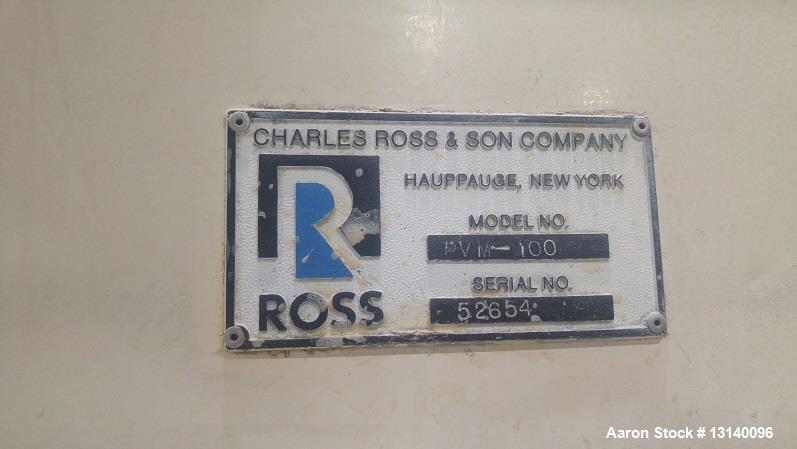 CHARLES ROSS & SON COMPANY
HAUPPAUGE, NEW YORK
MODEL NO.
PVM-100
SERIAL NO.
52654
R
ROSS
Aaron Stock # 13140096